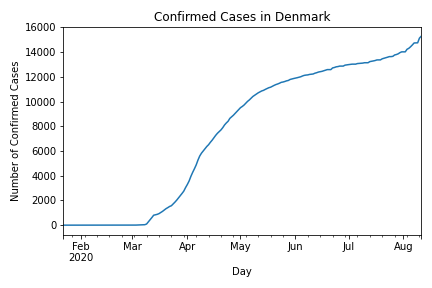 Confirmed Cases in Denmark
Number of Confirmed Cases
16000
14000
12000
10000
8000
6000
4000
2000
0
Feb Mar Apr May Jun Jul Aug
2020
Day